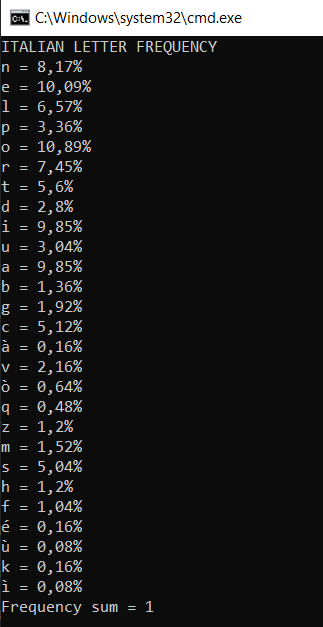 C:\Windows\system32\cmd.exe
ITALIAN LETTER FREQUENCY
n = 8,17%
e = 10,09%
l = 6,57%
p = 3,36%
o = 10,89%
r = 7,45%
t = 5,6%
d = 2,8%
i = 9,85%
u = 3,04%
a = 9,85%
b = 1,36%
g = 1,92%
c = 5,12%
à = 0,16%
v = 2,16%
ò = 0,64%
q = 0,48%
z = 1,2%
m = 1,52%
s = 5,04%
h = 1,2%
f = 1,04%
é = 0,16%
ù = 0,08%
k = 0,16%
ì = 0,08%
Frequency sum = 1